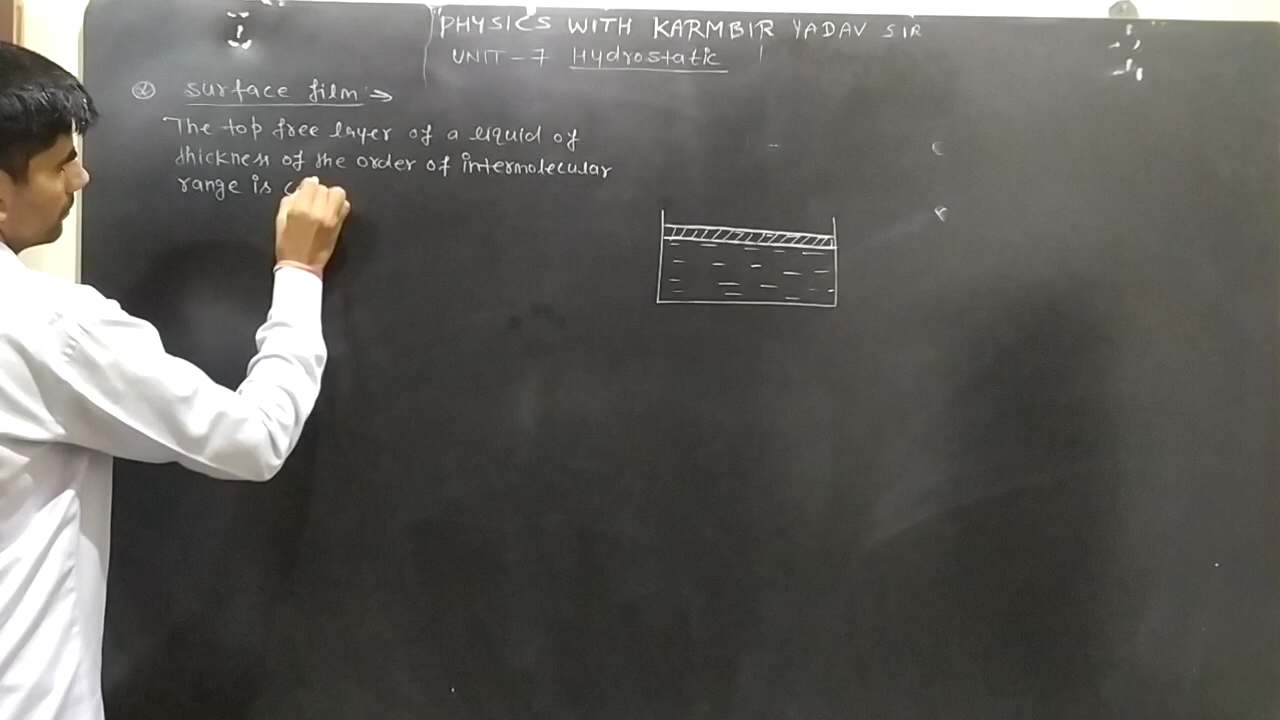 PHYSICS WITH KARMBIR YADAV SIR
UNIT - 7 Hydrostatic
surface film →
The top free layer of a liquid of
thickness of the order of intermolecular
range is c